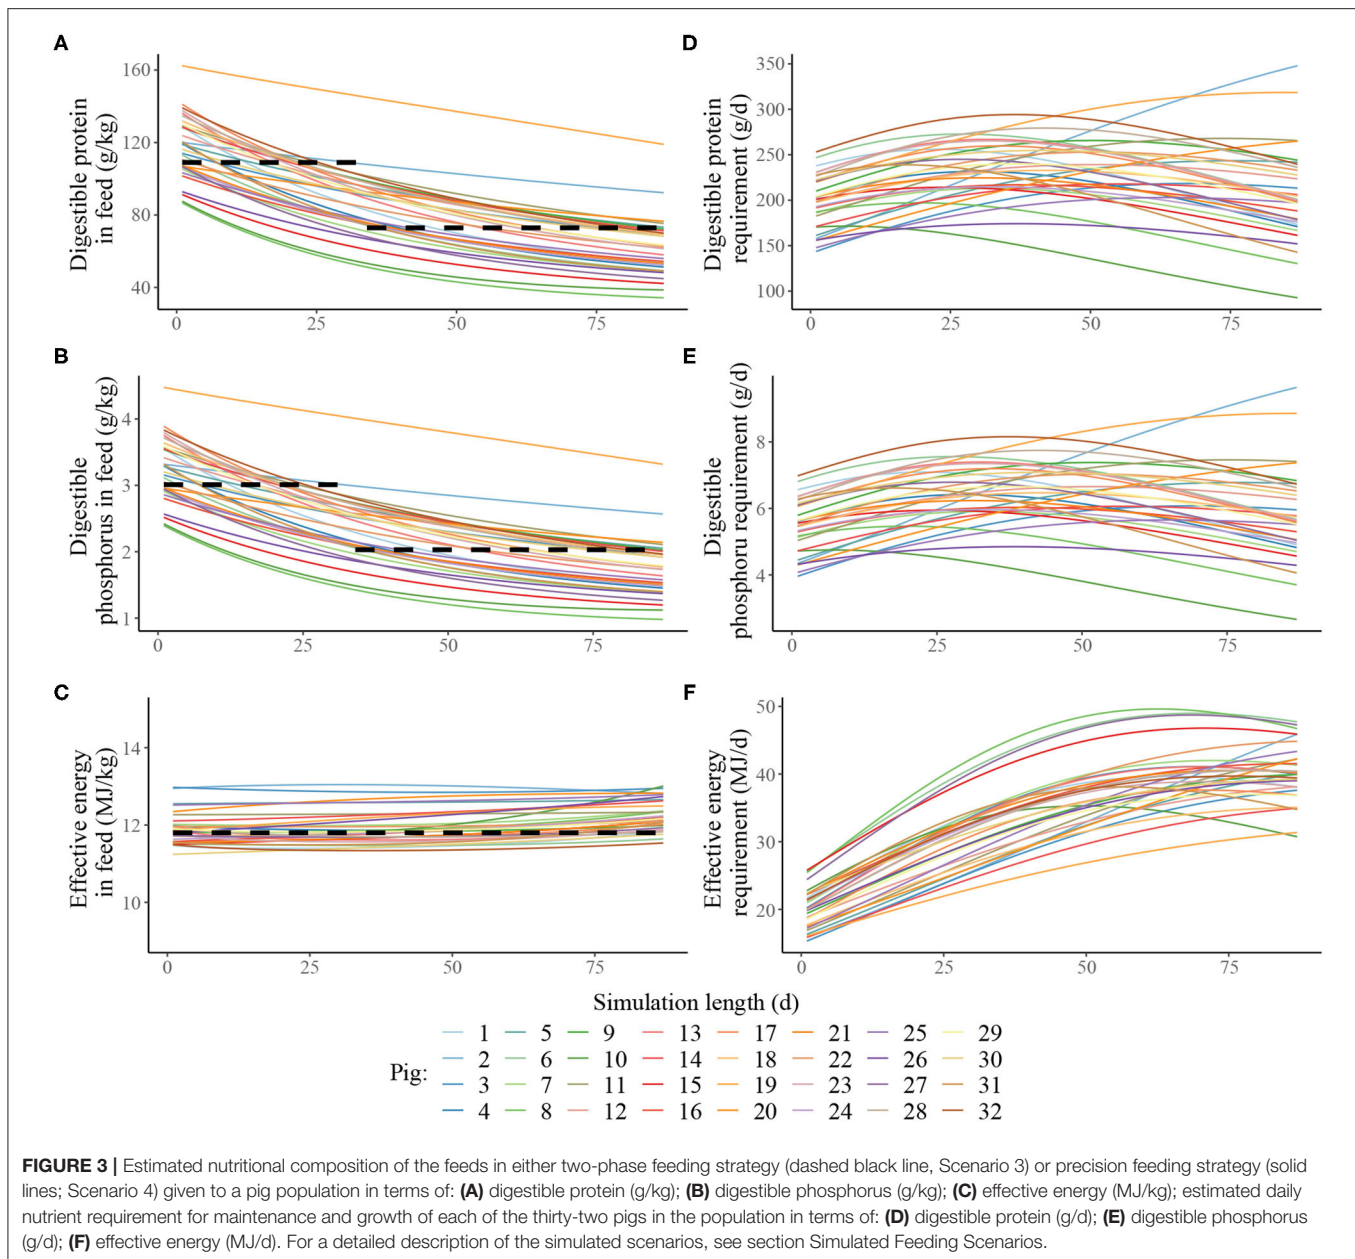 A
Digestible protein
in feed (g/kg)
160
120
80
40
0 25 50 75
D
Digestible protein
requirement (g/d)
350
300
250
200
150
100
0 25 50 75
B
Digestible
phosphorus in feed (g/kg)
4
3
2
1
0 25 50 75
E
Digestible
phosphoru requirement (g/d)
8
6
4
0 25 50 75
C
Effective energy
in feed (MJ/kg)
14
12
10
0 25 50 75
F
Effective energy
requirement (MJ/d)
50
40
30
20
0 25 50 75
Simulation length (d)
Pig:
1 5 9 13 17 21 25 29
2 6 10 14 18 22 26 30
3 7 11 15 19 23 27 31
4 8 12 16 20 24 28 32
FIGURE 3 | Estimated nutritional composition of the feeds in either two-phase feeding strategy (dashed black line, Scenario 3) or precision feeding strategy (solid
lines; Scenario 4) given to a pig population in terms of: (A) digestible protein (g/kg); (B) digestible phosphorus (g/kg); (C) effective energy (MJ/kg); estimated daily
nutrient requirement for maintenance and growth of each of the thirty-two pigs in the population in terms of: (D) digestible protein (g/d); (E) digestible phosphorus
(g/d); (F) effective energy (MJ/d). For a detailed description of the simulated scenarios, see section Simulated Feeding Scenarios.